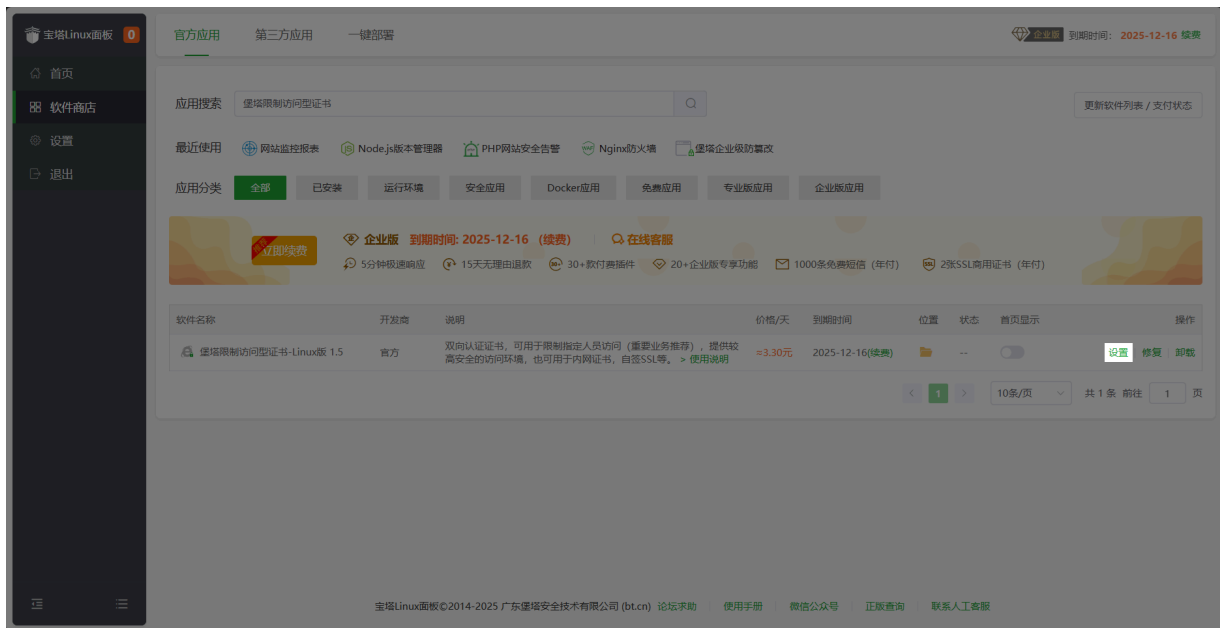 宝塔Linux面板 0
首页
软件商店
设置
退出
官方应用 第三方应用 一键部署
企业版 到期时间: 2025-12-16 续费
应用搜索 堡塔限制访问型证书
更新软件列表 / 支付状态
最近使用 网站监控报表 Node.js版本管理器 PHP网站安全告警 Nginx防火墙 堡塔企业级防篡改
应用分类 全部 已安装 运行环境 安全应用 Docker应用 免费应用 专业版应用 企业版应用
推荐 立即续费
企业版 到期时间: 2025-12-16 (续费) 在线客服
5分钟极速响应 15天无理由退款 30+款付费插件 20+企业版专享功能 1000条免费短信 (年付) 2张SSL商用证书 (年付)
软件名称 开发商 说明 价格/天 到期时间 位置 状态 首页显示 操作
堡塔限制访问型证书-Linux版 1.5 官方 双向认证证书，可用于限制指定人员访问（重要业务推荐）, 提供较
高安全的访问环境，也可用于内网证书，自签SSL等。 > 使用说明
≈3.30元 2025-12-16(续费) -- 设置 修复 卸载
< 1 > 10条/页 共 1 条 前往 1 页
宝塔Linux面板©2014-2025 广东堡塔安全技术有限公司 (bt.cn) 论坛求助 使用手册 微信公众号 正版查询 联系人工客服